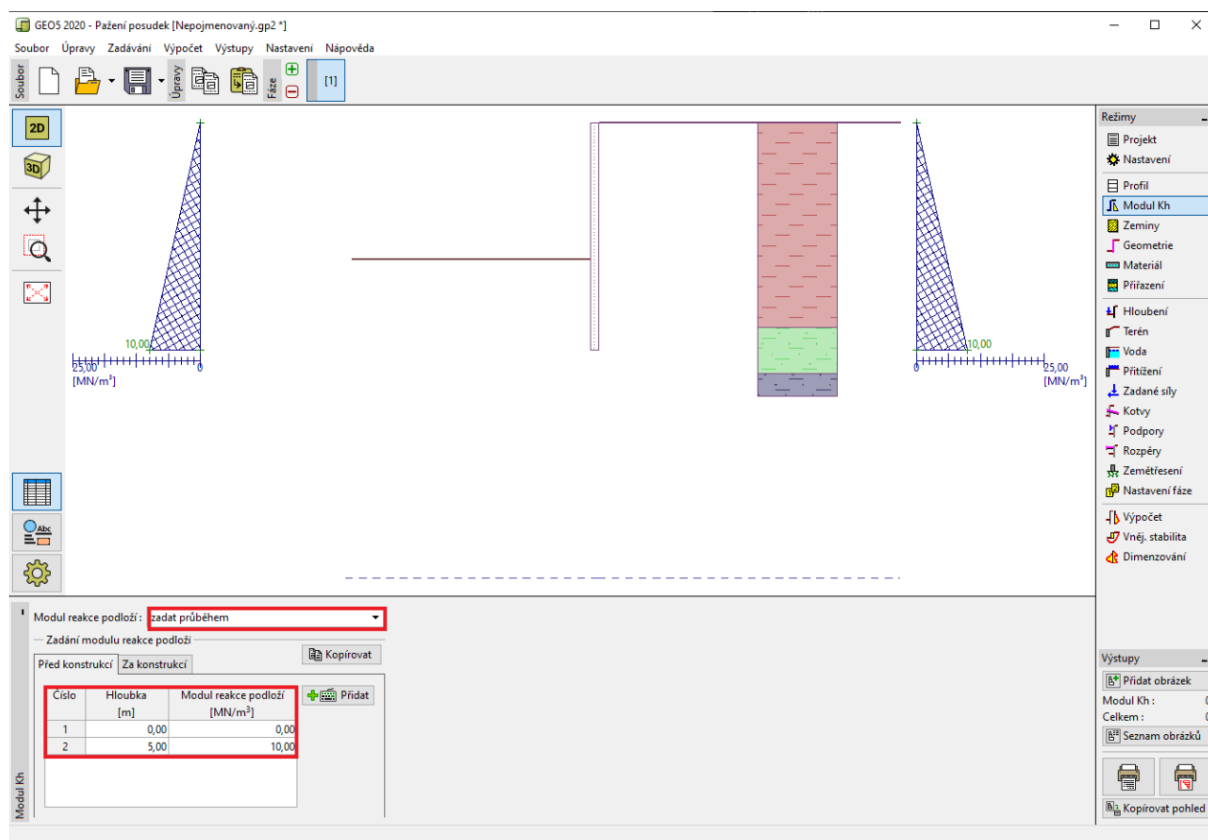 GEO5 2020 - Pažení posudek [Nepojmenovaný.gp2 *]
Soubor Úpravy Zadávání Výpočet Výstupy Nastavení Nápověda
Soubor
Úpravy
Fáze
[1]
2D
3D
Abc
10,00
25,00
0
[MN/m³]
10,00
0
25,00
[MN/m³]
Režimy
Projekt
Nastavení
Profil
Modul Kh
Zeminy
Geometrie
Materiál
Přiřazení
Hloubení
Terén
Voda
Přitížení
Zadané síly
Kotvy
Podpory
Rozpěry
Zemětřesení
Nastavení fáze
Výpočet
Vněj. stabilita
Dimenzování
Modul reakce podloží : zadat průběhem
Zadání modulu reakce podloží
Kopírovat
Před konstrukcí Za konstrukcí
Číslo Hloubka Modul reakce podloží
[m] [MN/m³]
1 0,00 0,00
2 5,00 10,00
Přidat
Modul Kh
Výstupy
Přidat obrázek
Modul Kh : 0
Celkem : 0
Seznam obrázků
Kopírovat pohled